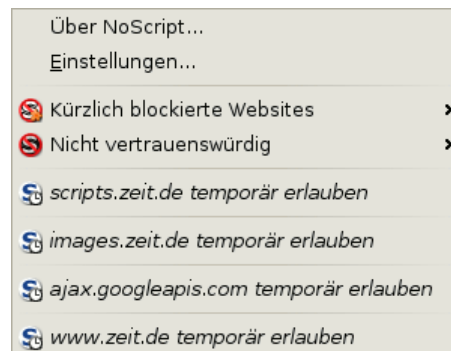 Über NoScript...
Einstellungen...
Kürzlich blockierte Websites
Nicht vertrauenswürdig
scripts.zeit.de temporär erlauben
images.zeit.de temporär erlauben
ajax.googleapis.com temporär erlauben
www.zeit.de temporär erlauben